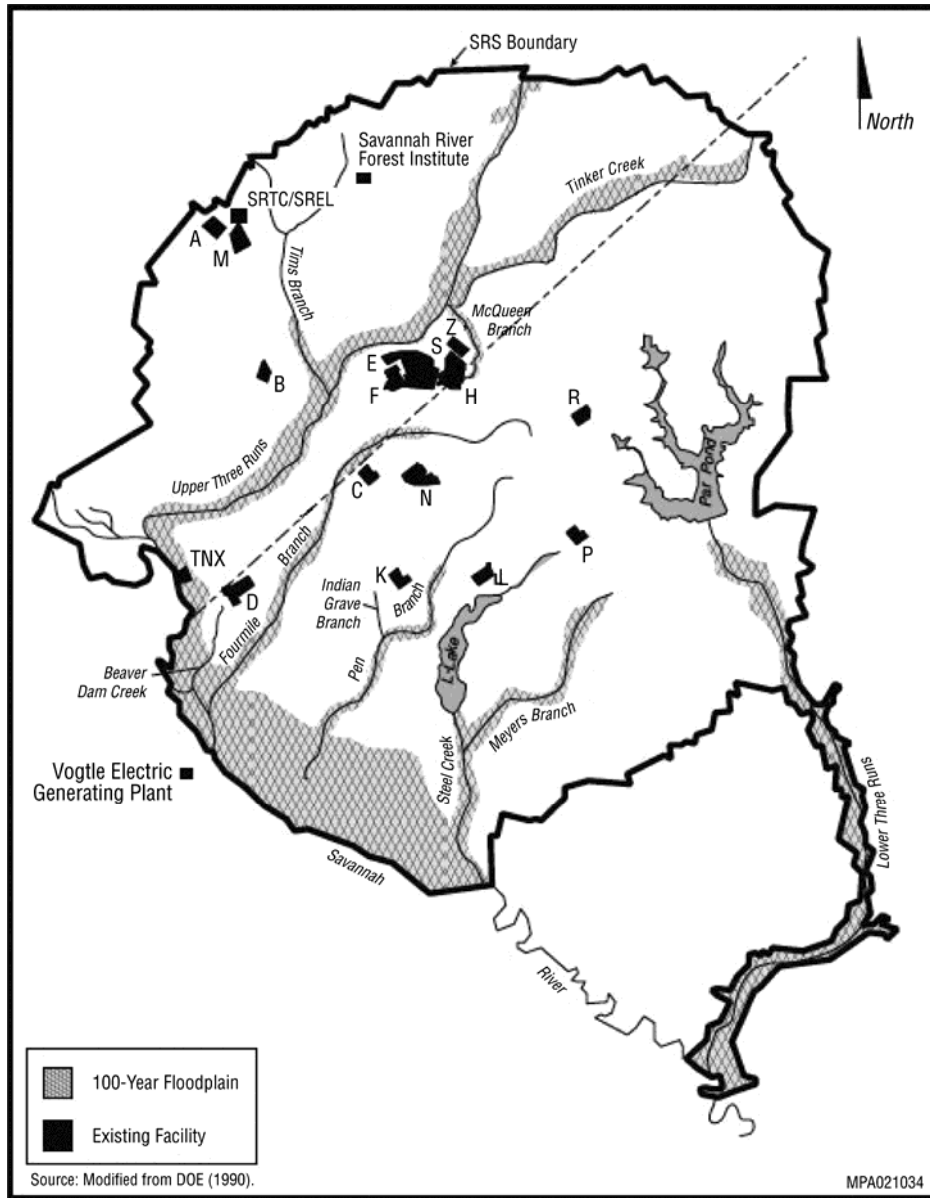 SRS Boundary
North
Savannah River
Forest Institute
Tinker Creek
SRTC/SREL
A
M
Tims Branch
McQueen
Branch
Z
S
E
F
H
B
R
Upper Three Runs
Par Pond
C
N
TNX
D
Fourmile
Branch
K
Indian
Grave
Branch
Pen
Branch
L
P
L-Lake
Beaver
Dam Creek
Meyers Branch
Steel Creek
Vogtle Electric
Generating Plant
Lower Three Runs
Savannah
River
100-Year Floodplain
Existing Facility
Source: Modified from DOE (1990).
MPA021034